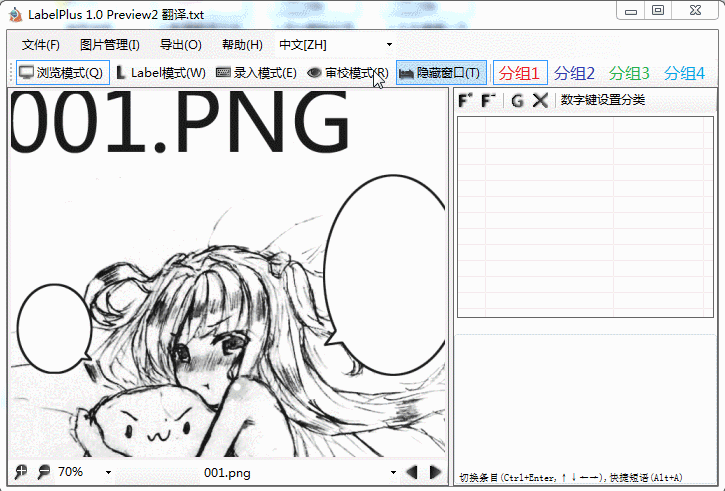 LabelPlus 1.0 Preview2 翻译.txt
文件(F) 图片管理(I) 导出(O) 帮助(H) 中文[ZH]
浏览模式(Q) Label模式(W) 录入模式(E) 审校模式(R) 隐藏窗口(T) 分组1 分组2 分组3 分组4
F+ F- G X 数字键设置分类
001.PNG
切换条目(Ctrl+Enter,↑↓←→),快捷短语(Alt+A)
70% 001.png